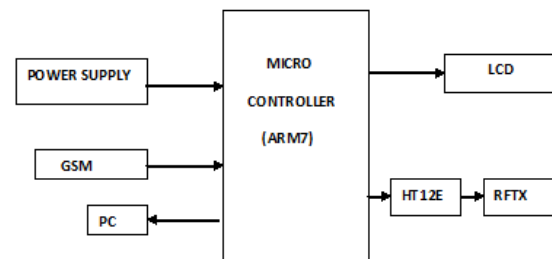 POWER SUPPLY
GSM
PC
MICRO
CONTROLLER
(ARM7)
LCD
HT12E
RFTX